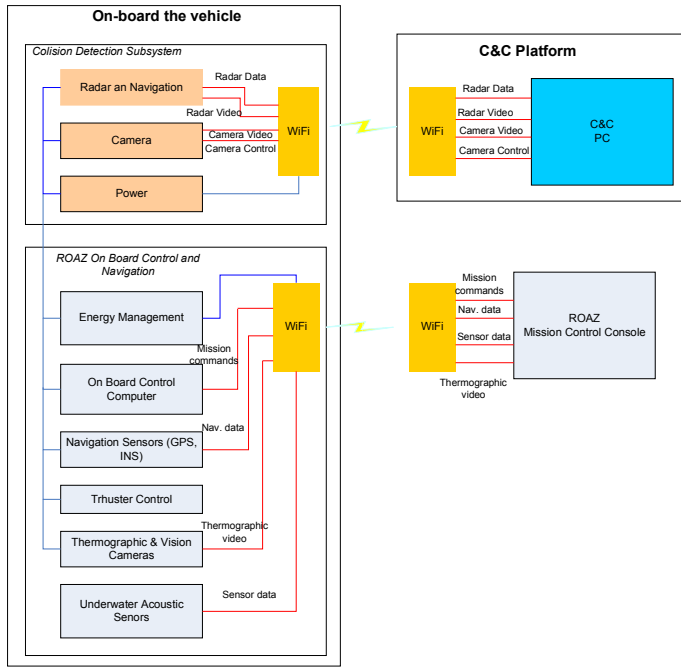 On-board the vehicle
Colision Detection Subsystem
Radar an Navigation
Radar Data
Radar Video
WiFi
Camera
Camera Video
Camera Control
Power
C&C Platform
WiFi
Radar Data
Radar Video
Camera Video
Camera Control
C&C
PC
ROAZ On Board Control and
Navigation
Energy Management
WiFi
Mission
commands
On Board Control
Computer
Nav. data
Navigation Sensors (GPS,
INS)
Trhuster Control
Thermographic & Vision
Cameras
Thermographic
video
Underwater Acoustic
Senors
Sensor data
WiFi
Mission
commands
Nav. data
Sensor data
Thermographic
video
ROAZ
Mission Control Console